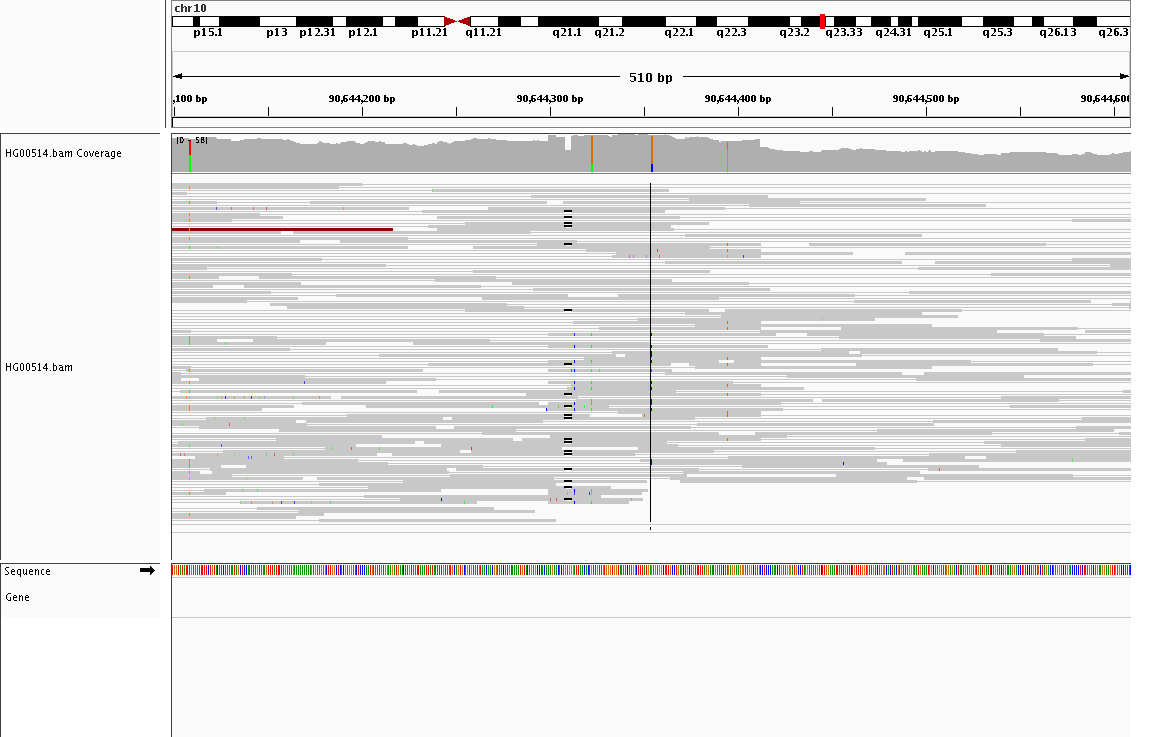 chr10
p15.1 p13 p12.31 p12.1 p11.21 q11.21 q21.1 q21.2 q22.1 q22.3 q23.2 q23.33 q24.31 q25.1 q25.3 q26.13 q26.3
510 bp
,100 bp 90,644,200 bp 90,644,300 bp 90,644,400 bp 90,644,500 bp 90,644,600
[0 - 58]
HG00514.bam Coverage
HG00514.bam
Sequence
Gene